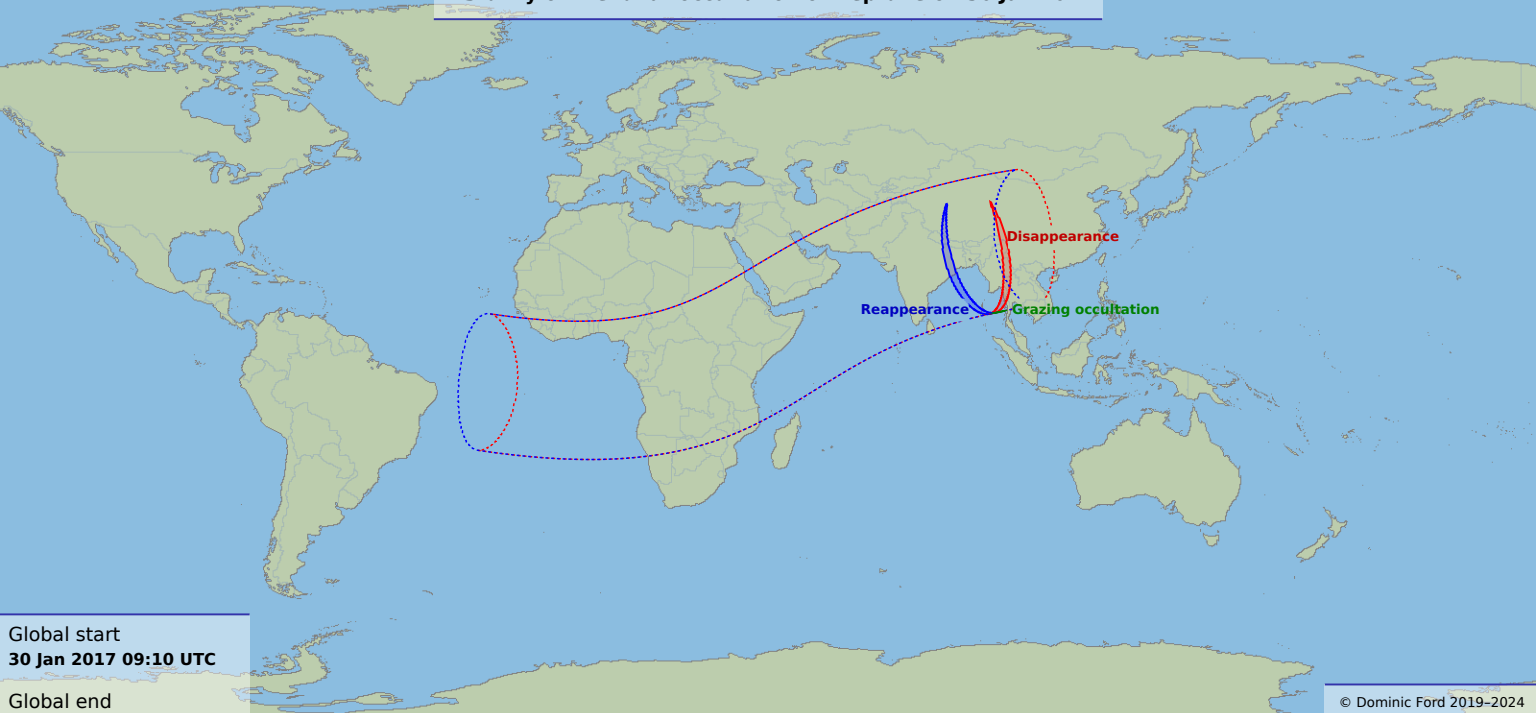 Disappearance
Reappearance
Grazing occultation
Global start
30 Jan 2017 09:10 UTC
Global end
© Dominic Ford 2019–2024